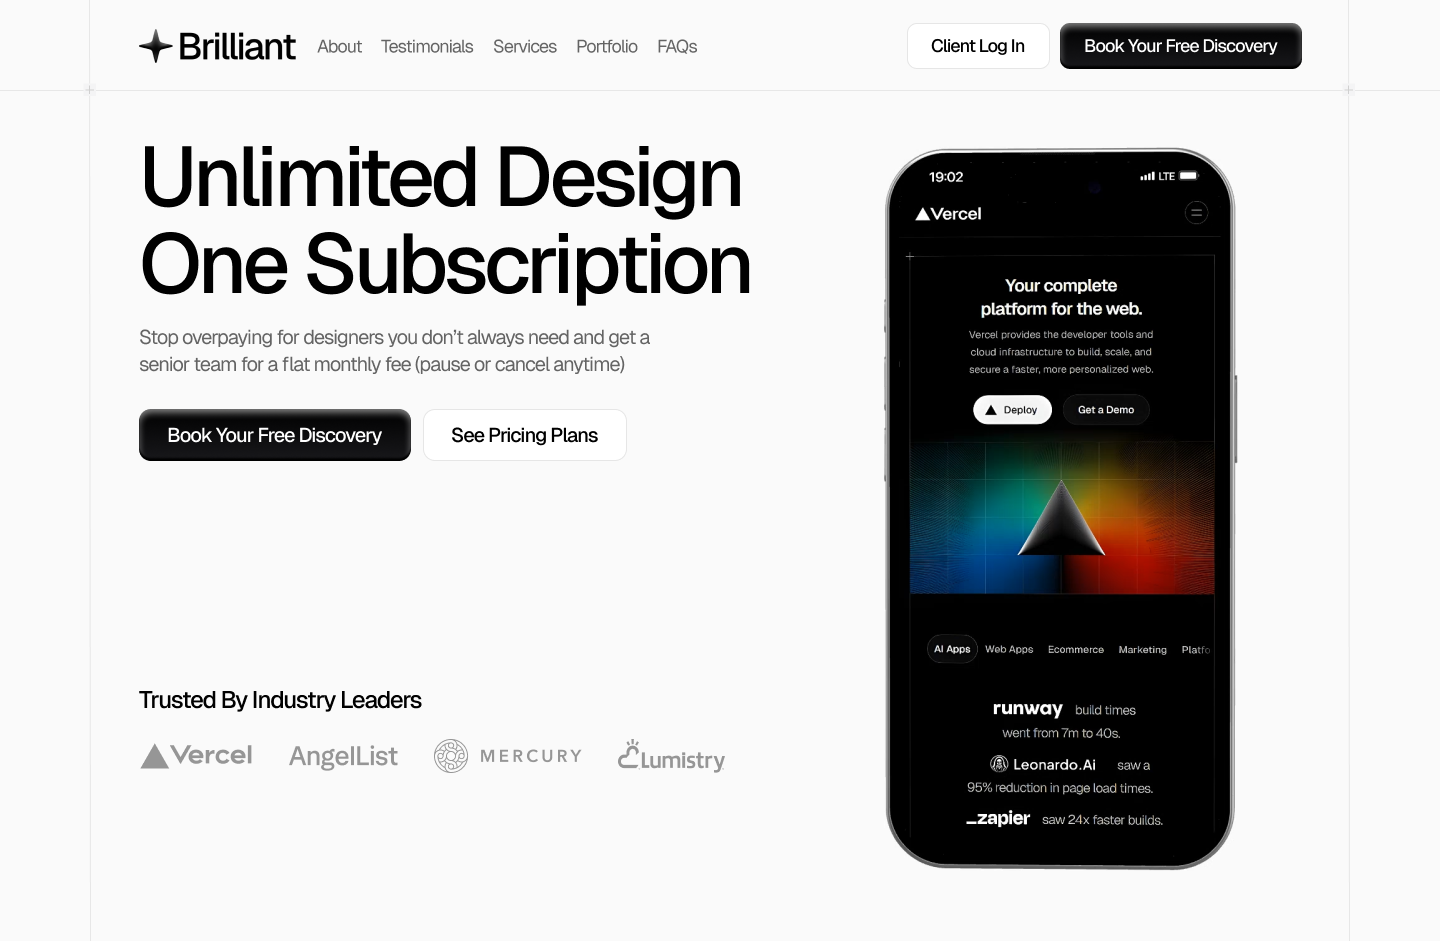 Brilliant
About Testimonials Services Portfolio FAQs
Client Log In
Book Your Free Discovery
Unlimited Design
One Subscription
Stop overpaying for designers you don’t always need and get a
senior team for a flat monthly fee (pause or cancel anytime)
Book Your Free Discovery
See Pricing Plans
Trusted By Industry Leaders
Vercel
AngelList
MERCURY
Lumistry
19:02
LTE
Vercel
Your complete
platform for the web.
Vercel provides the developer tools and
cloud infrastructure to build, scale, and
secure a faster, more personalized web.
Deploy
Get a Demo
AI Apps Web Apps Ecommerce Marketing Platfo
runway build times
went from 7m to 40s.
Leonardo.Ai saw a
95% reduction in page load times.
_zapier saw 24x faster builds.